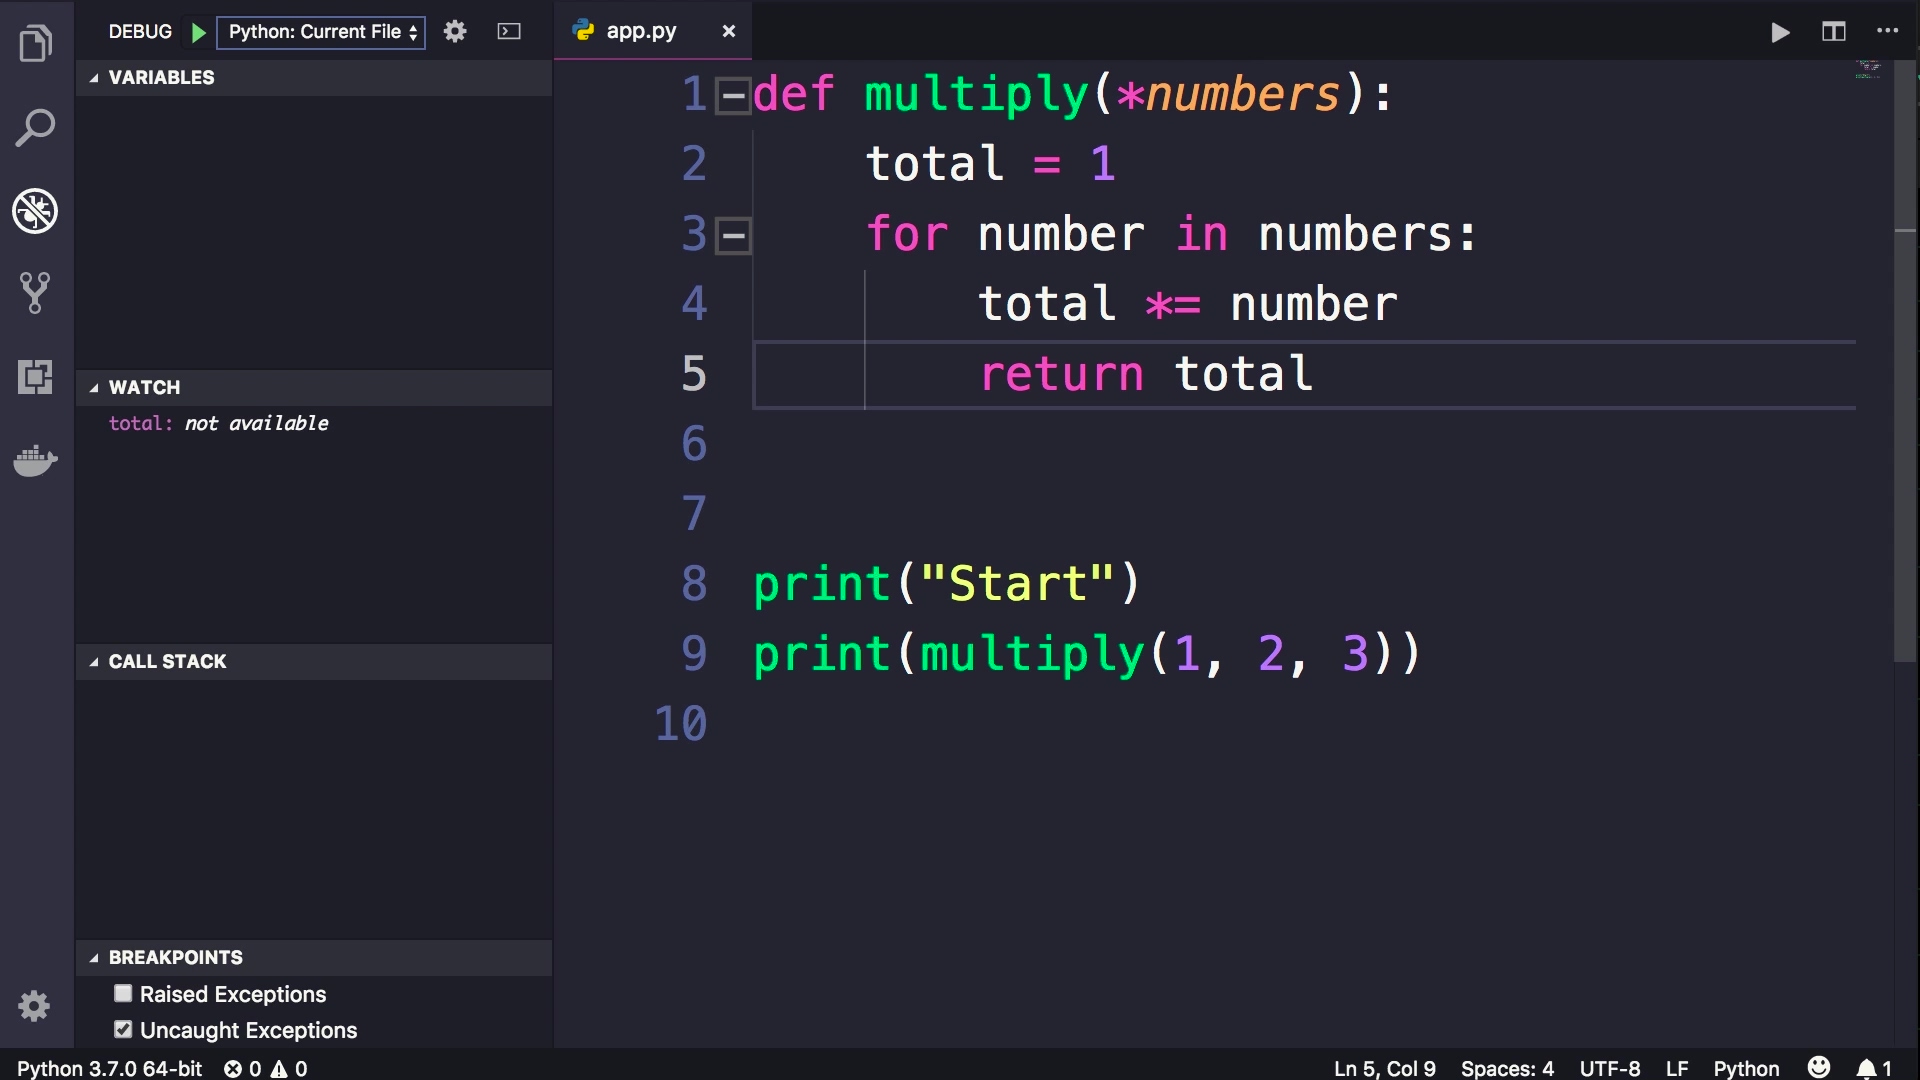 DEBUG Python: Current File
app.py ×
VARIABLES
WATCH
total: not available
CALL STACK
BREAKPOINTS
Raised Exceptions
Uncaught Exceptions
1 def multiply(*numbers):
2     total = 1
3     for number in numbers:
4         total *= number
5         return total
6
7
8 print("Start")
9 print(multiply(1, 2, 3))
10
Python 3.7.0 64-bit 0 0 Ln 5, Col 9 Spaces: 4 UTF-8 LF Python 1